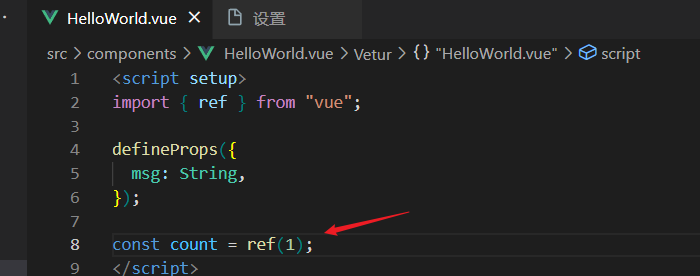 HelloWorld.vue × 设置
src > components > HelloWorld.vue > Vetur > {} "HelloWorld.vue" > script
1 <script setup>
2 import { ref } from "vue";
3
4 defineProps({
5 msg: String,
6 });
7
8 const count = ref(1);
9 </script>